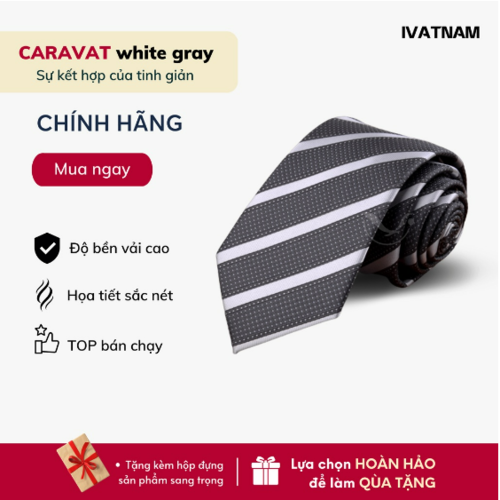 IVATNAM
CARAVAT white gray
Sự kết hợp của tinh giản
CHÍNH HÃNG
Mua ngay
Độ bền vải cao
Họa tiết sắc nét
TOP bán chạy
• Tặng kèm hộp đựng
sản phẩm sang trọng
Lựa chọn HOÀN HẢO
để làm QÙA TẶNG